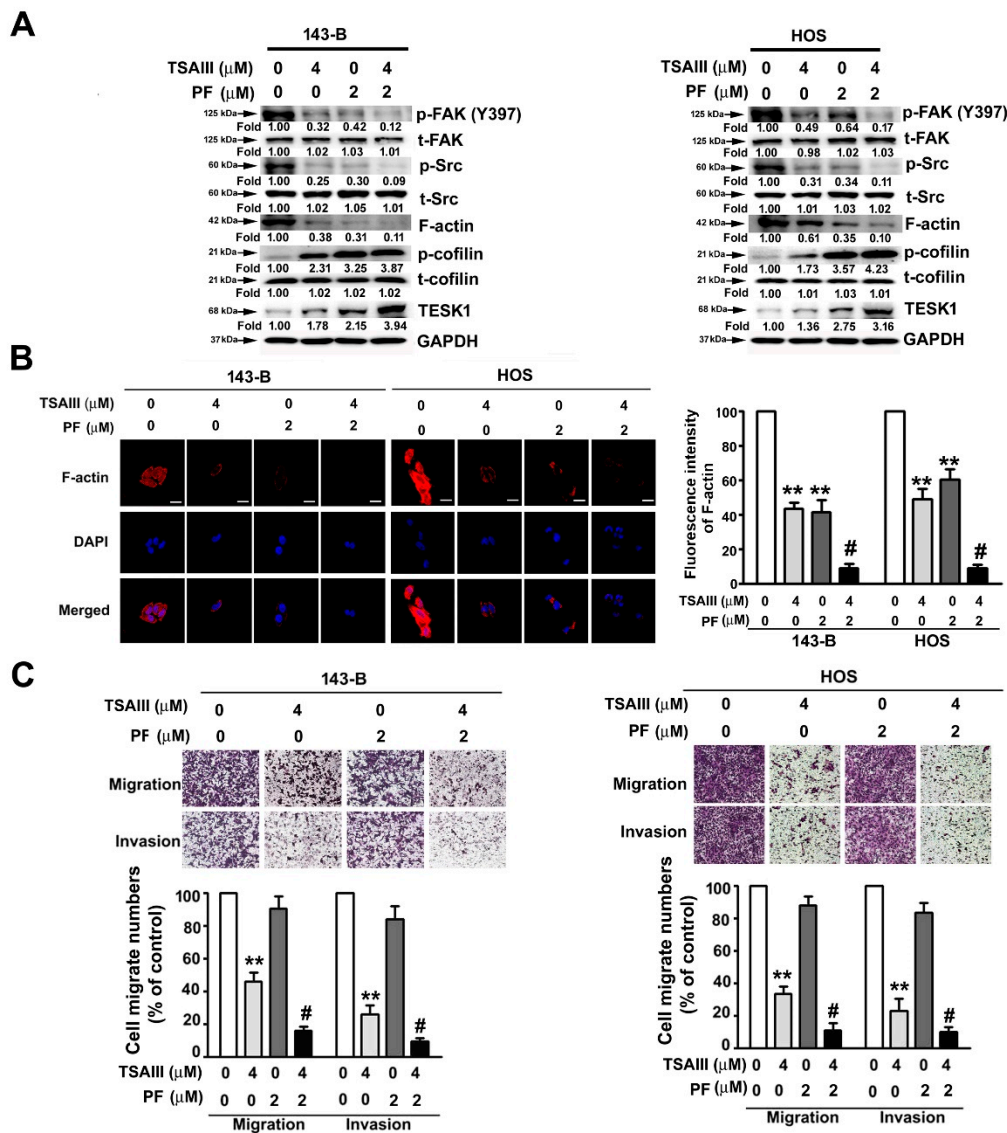 A
143-B
TSAIII (μM) 0 4 0 4
PF (μM) 0 0 2 2
125 kDa p-FAK (Y397)
Fold 1.00 0.32 0.42 0.12
125 kDa t-FAK
Fold 1.00 1.02 1.03 1.01
60 kDa p-Src
Fold 1.00 0.25 0.30 0.09
60 kDa t-Src
Fold 1.00 1.02 1.05 1.01
42 kDa F-actin
Fold 1.00 0.38 0.31 0.11
21 kDa p-cofilin
Fold 1.00 2.31 3.25 3.87
21 kDa t-cofilin
Fold 1.00 1.02 1.02 1.02
68 kDa TESK1
Fold 1.00 1.78 2.15 3.94
37 kDa GAPDH
HOS
TSAIII (μM) 0 4 0 4
PF (μM) 0 0 2 2
125 kDa p-FAK (Y397)
Fold 1.00 0.49 0.64 0.17
125 kDa t-FAK
Fold 1.00 0.98 1.02 1.03
60 kDa p-Src
Fold 1.00 0.31 0.34 0.11
60 kDa t-Src
Fold 1.00 1.01 1.03 1.02
42 kDa F-actin
Fold 1.00 0.61 0.35 0.10
21 kDa p-cofilin
Fold 1.00 1.73 3.57 4.23
21 kDa t-cofilin
Fold 1.00 1.01 1.03 1.01
68 kDa TESK1
Fold 1.00 1.36 2.75 3.16
37 kDa GAPDH
B
143-B HOS
TSAIII (μM) 0 4 0 4 0 4 0 4
PF (μM) 0 0 2 2 0 0 2 2
F-actin
DAPI
Merged
Fluorescence intensity
of F-actin
100
80
60
40
20
0
** ** # ** ** #
TSAIII (μM) 0 4 0 4 0 4 0 4
PF (μM) 0 0 2 2 0 0 2 2
143-B HOS
C
143-B
TSAIII (μM) 0 4 0 4
PF (μM) 0 0 2 2
Migration
Invasion
Cell migrate numbers
(% of control)
100
80
60
40
20
0
** # ** #
TSAIII (μM) 0 4 0 4 0 4 0 4
PF (μM) 0 0 2 2 0 0 2 2
Migration Invasion
HOS
TSAIII (μM) 0 4 0 4
PF (μM) 0 0 2 2
Migration
Invasion
Cell migrate numbers
(% of control)
100
80
60
40
20
0
** # ** #
TSAIII (μM) 0 4 0 4 0 4 0 4
PF (μM) 0 0 2 2 0 0 2 2
Migration Invasion